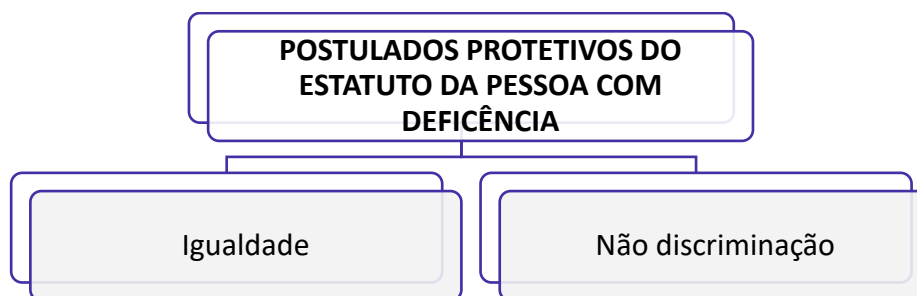 POSTULADOS PROTETIVOS DO
ESTATUTO DA PESSOA COM
DEFICÊNCIA
Igualdade
Não discriminação